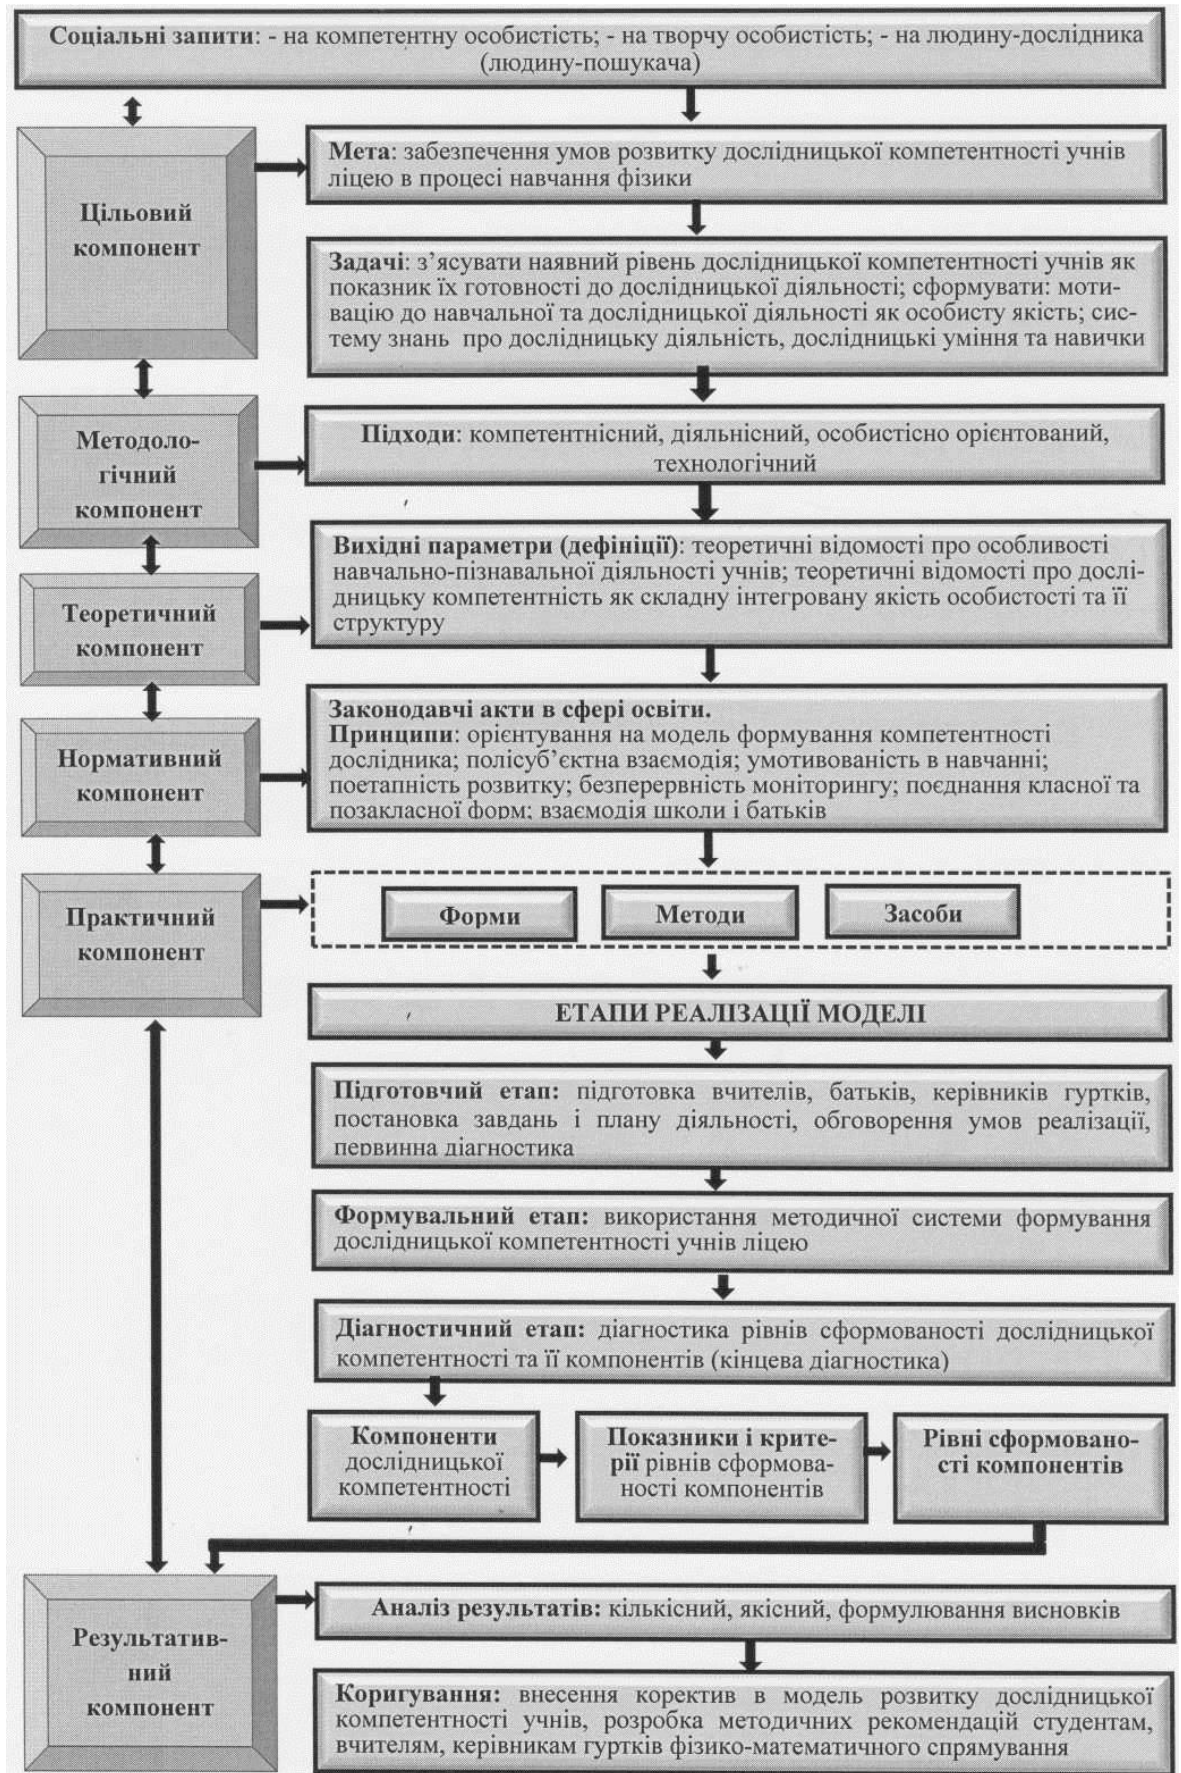 Соціальні запити: - на компетентну особистість; - на творчу особистість; - на людину-дослідника
(людину-пошукача)
Цільовий
компонент
Мета: забезпечення умов розвитку дослідницької компетентності учнів
ліцею в процесі навчання фізики
Задачі: з’ясувати наявний рівень дослідницької компетентності учнів як
показник їх готовності до дослідницької діяльності; сформувати: моти-
вацію до навчальної та дослідницької діяльності як особисту якість; сис-
тему знань про дослідницьку діяльність, дослідницькі уміння та навички
Методоло-
гічний
компонент
Підходи: компетентнісний, діяльнісний, особистісно орієнтований,
технологічний
Теоретичний
компонент
Вихідні параметри (дефініції): теоретичні відомості про особливості
навчально-пізнавальної діяльності учнів; теоретичні відомості про дослі-
дницьку компетентність як складну інтегровану якість особистості та її
структуру
Нормативний
компонент
Законодавчі акти в сфері освіти.
Принципи: орієнтування на модель формування компетентності
дослідника; полісуб’єктна взаємодія; умотивованість в навчанні;
поетапність розвитку; безперервність моніторингу; поєднання класної та
позакласної форм; взаємодія школи і батьків
Практичний
компонент
Форми
Методи
Засоби
ЕТАПИ РЕАЛІЗАЦІЇ МОДЕЛІ
Підготовчий етап: підготовка вчителів, батьків, керівників гуртків,
постановка завдань і плану діяльності, обговорення умов реалізації,
первинна діагностика
Формувальний етап: використання методичної системи формування
дослідницької компетентності учнів ліцею
Діагностичний етап: діагностика рівнів сформованості дослідницької
компетентності та її компонентів (кінцева діагностика)
Компоненти
дослідницької
компетентності
Показники і крите-
рії рівнів сформова-
ності компонентів
Рівні сформовано-
сті компонентів
Результатив-
ний
компонент
Аналіз результатів: кількісний, якісний, формулювання висновків
Коригування: внесення коректив в модель розвитку дослідницької
компетентності учнів, розробка методичних рекомендацій студентам,
вчителям, керівникам гуртків фізико-математичного спрямування